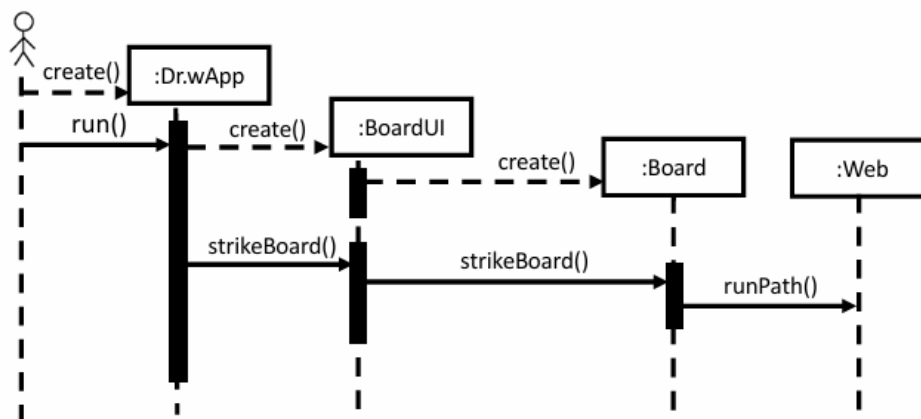 create()
:Dr.wApp
run()
create()
:BoardUI
create()
:Board
:Web
strikeBoard()
strikeBoard()
runPath()